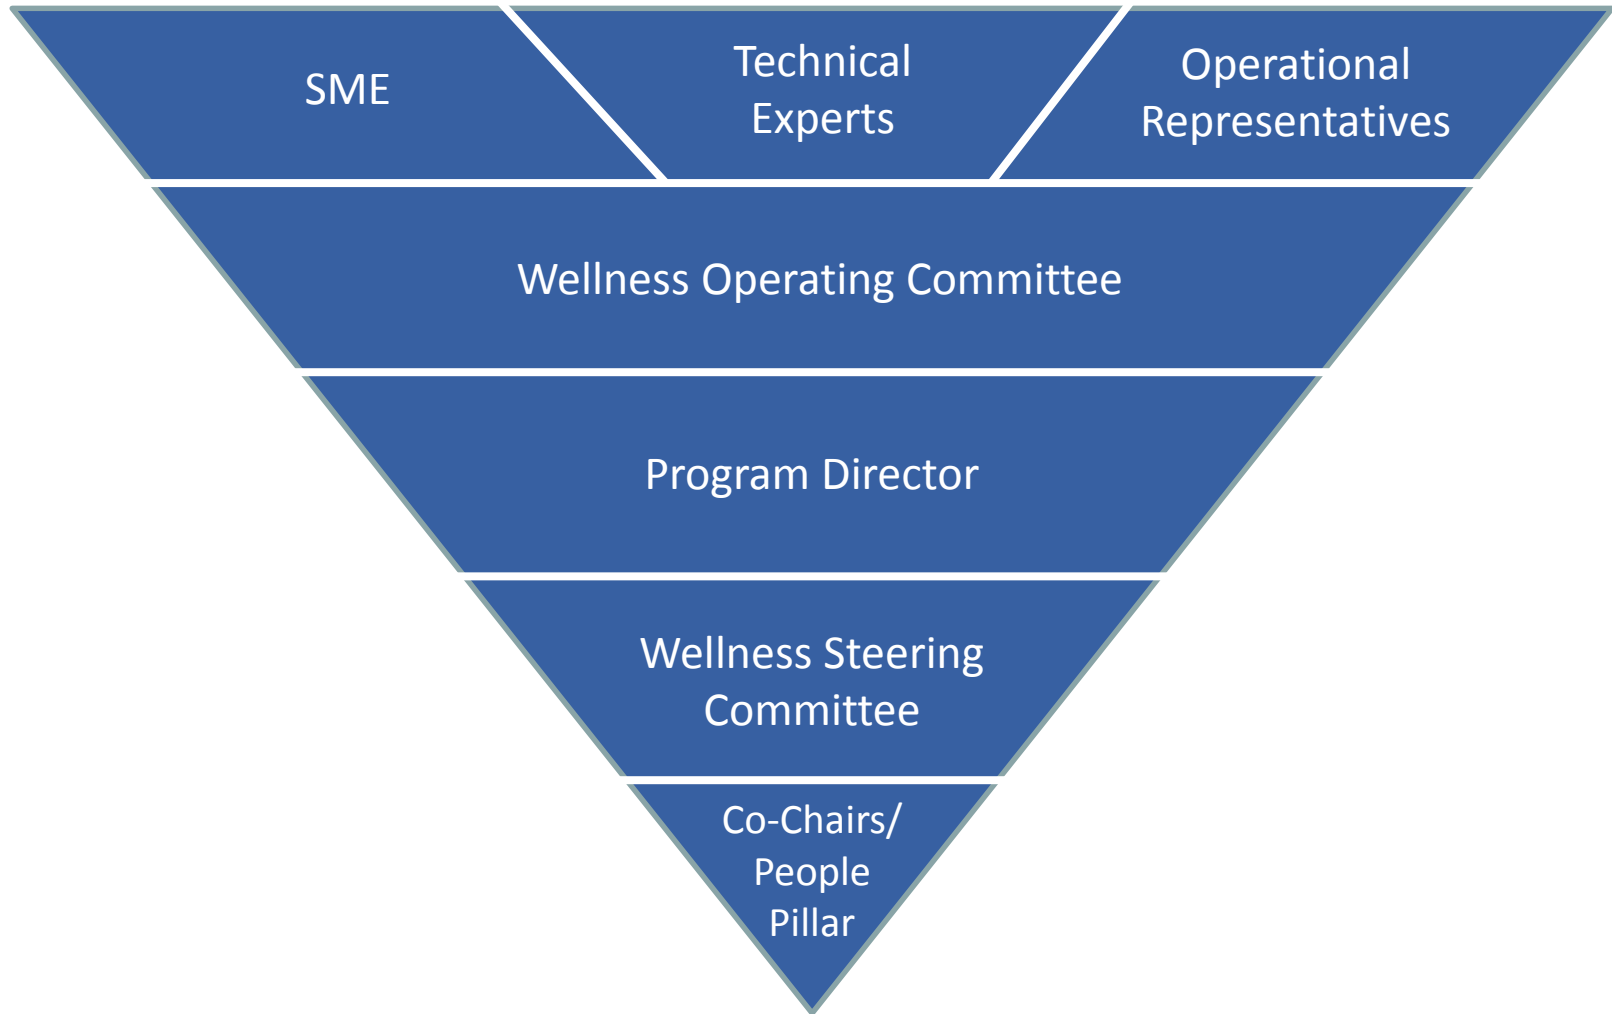 SME
Technical
Experts
Operational
Representatives
Wellness Operating Committee
Program Director
Wellness Steering
Committee
Co-Chairs/
People
Pillar